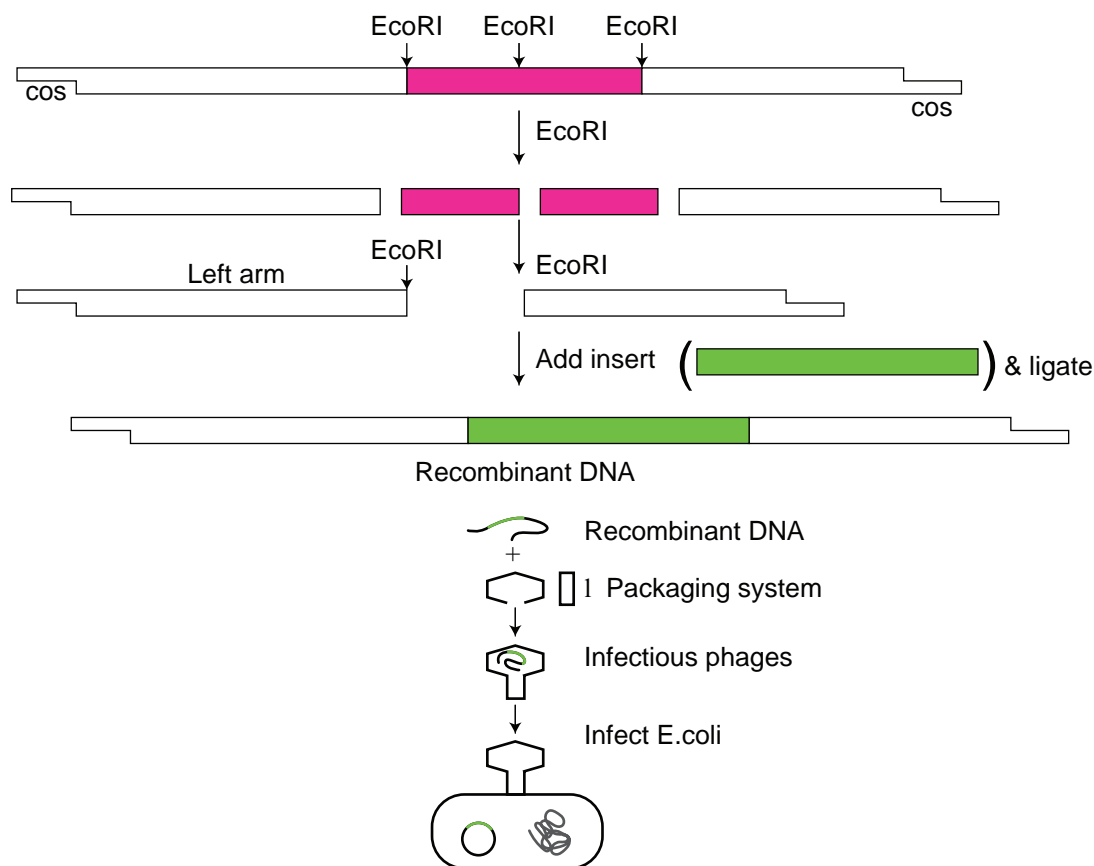 EcoRI EcoRI EcoRI
cos
cos
EcoRI
EcoRI
EcoRI
Left arm
Add insert ( ) & ligate
Recombinant DNA
Recombinant DNA
+
l Packaging system
Infectious phages
Infect E.coli